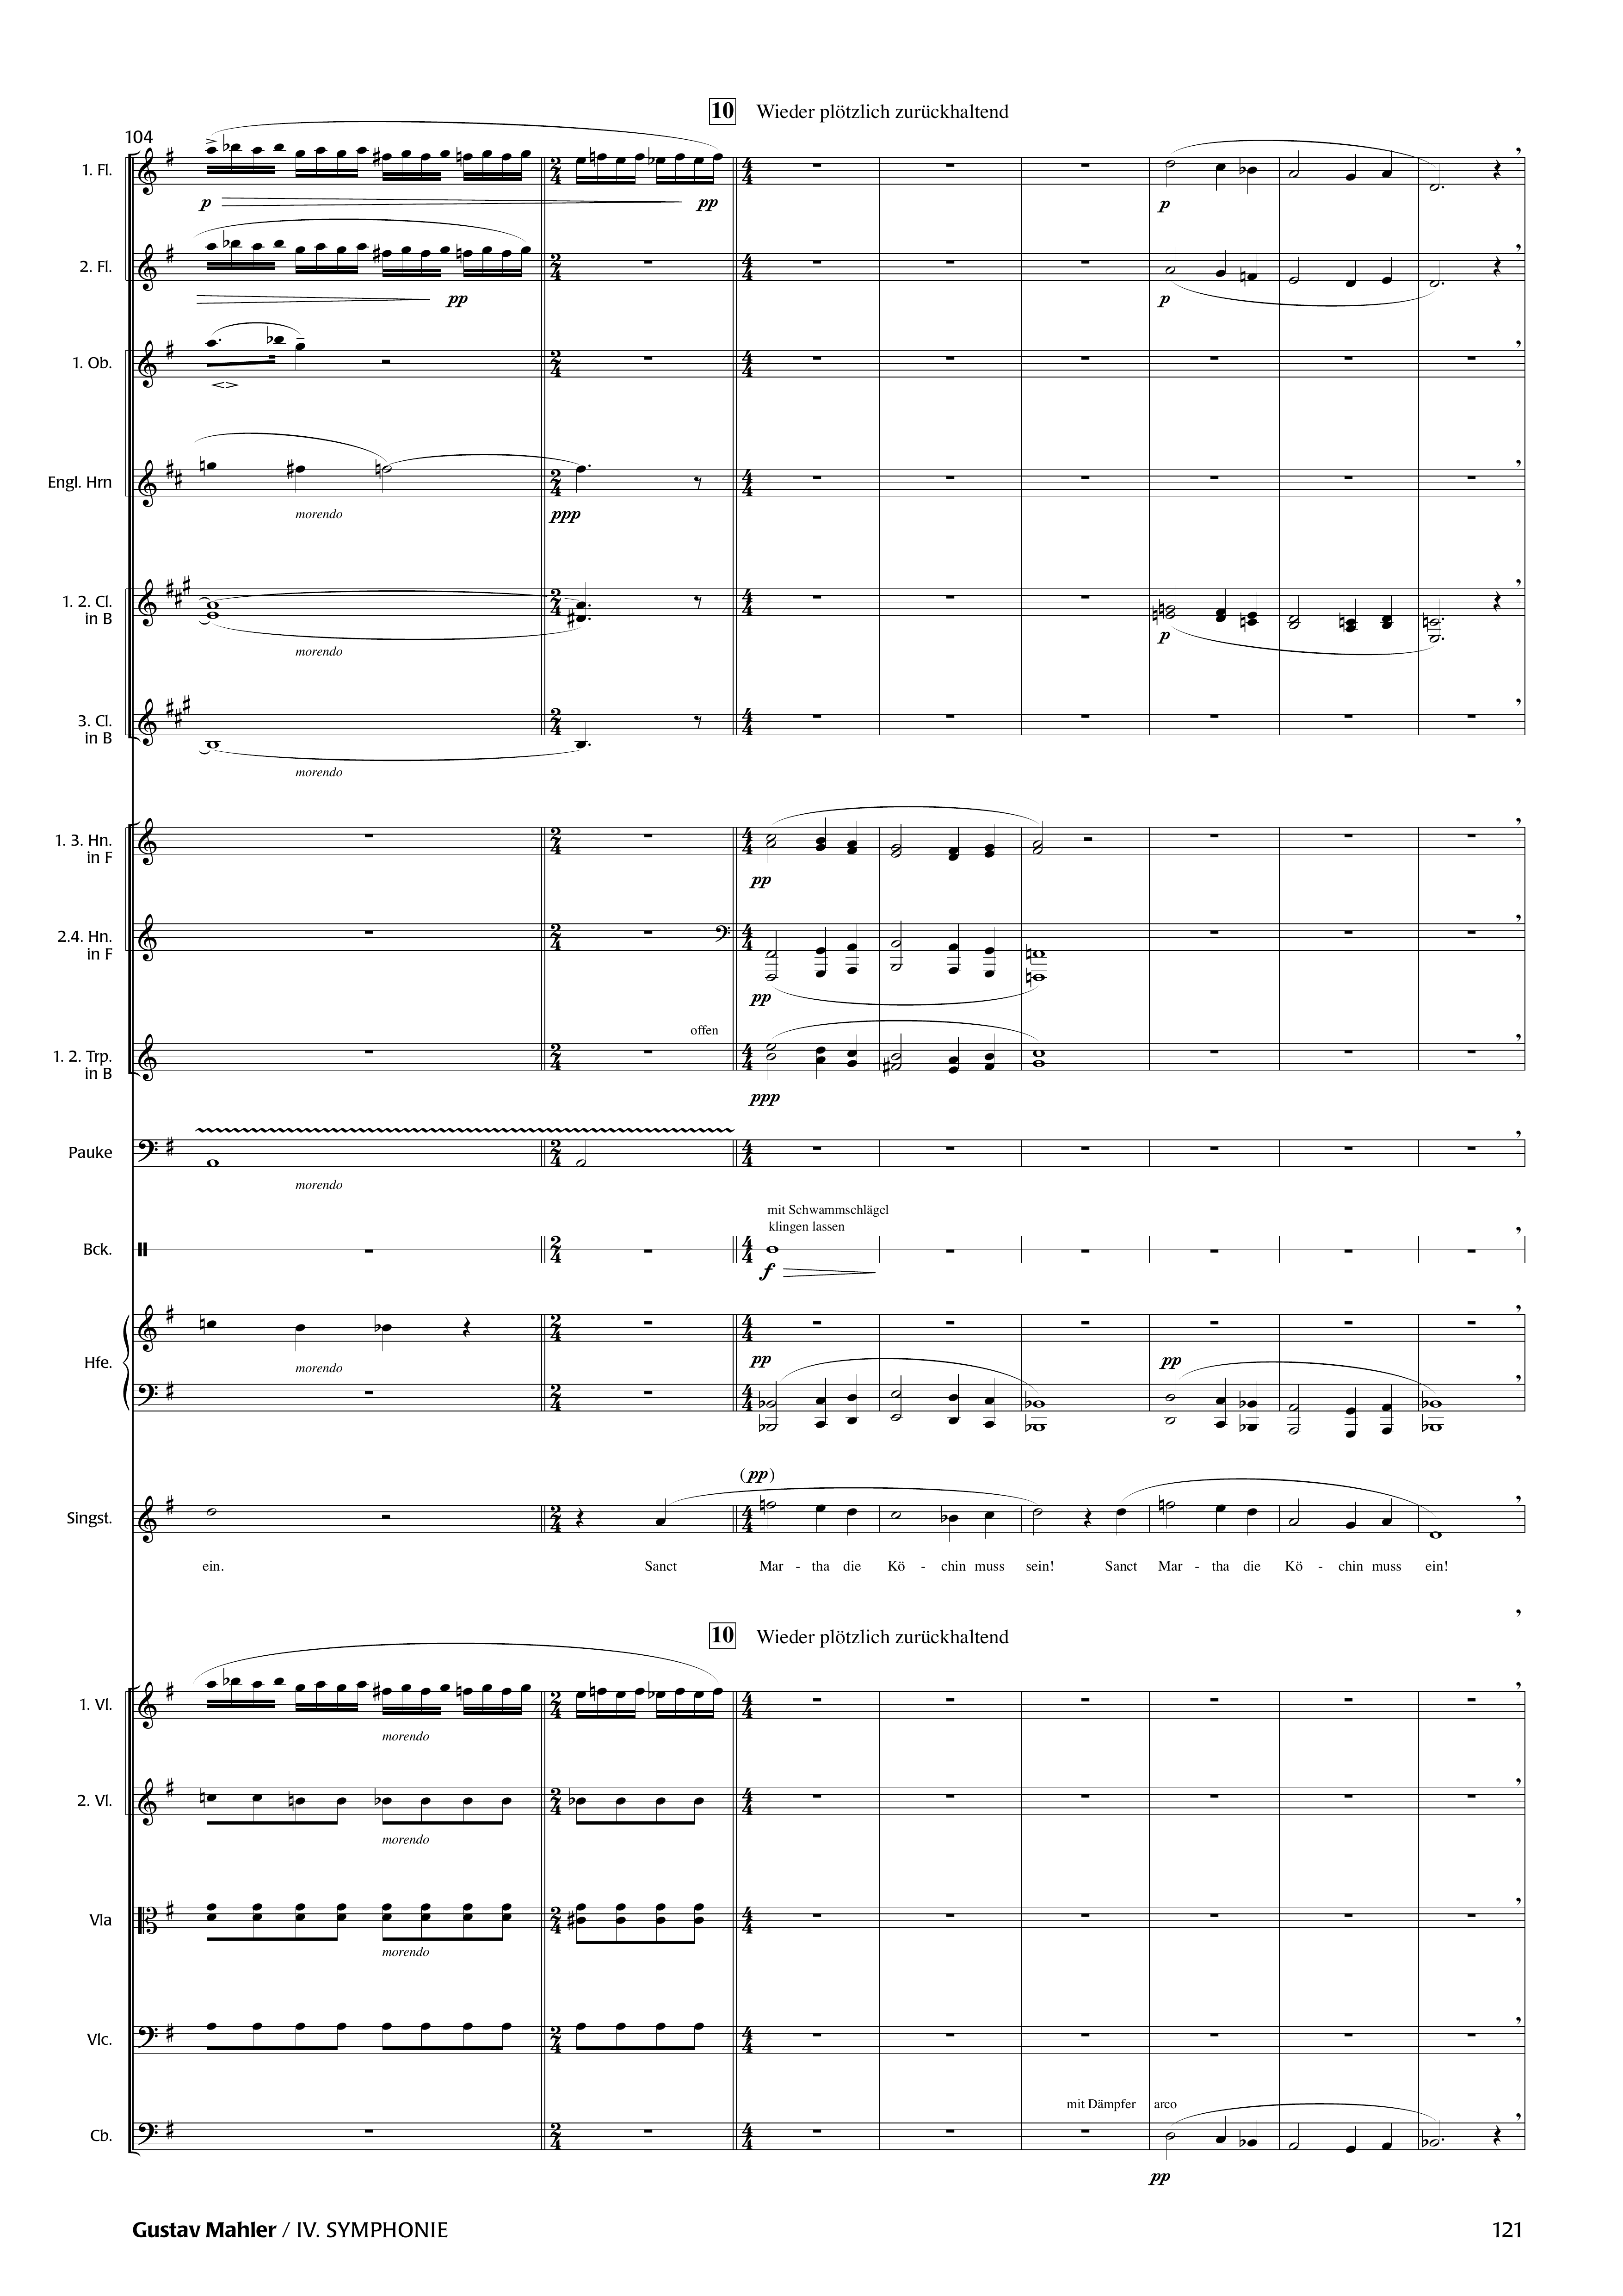 10 Wieder plötzlich zurückhaltend
104
1. Fl.
p pp
p
2. Fl.
pp
p
1. Ob.
Engl. Hrn
morendo
ppp
1. 2. Cl.
in B
p
morendo
3. Cl.
in B
morendo
1. 3. Hn.
in F
pp
2.4. Hn.
in F
pp
offen
1. 2. Trp.
in B
ppp
Pauke
morendo
mit Schwammschlägel
klingen lassen
Bck.
f
Hfe.
morendo
pp
pp
(pp)
Singst.
ein. Sanct Mar - tha die Kö - chin muss sein! Sanct Mar - tha die Kö - chin muss ein!
10 Wieder plötzlich zurückhaltend
1. Vl.
morendo
2. Vl.
morendo
Vla
morendo
Vlc.
mit Dämpfer arco
Cb.
pp
Gustav Mahler / IV. SYMPHONIE 121